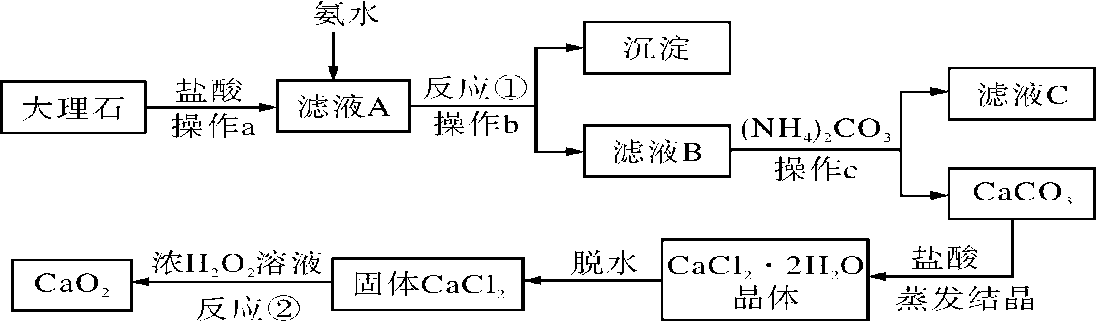 氨水
大理石
盐酸
操作a
滤液A
反应①
操作b
沉淀
滤液B
(NH₄)₂CO₃
操作c
滤液C
CaCO₃
盐酸
蒸发结晶
CaCl₂·2H₂O
晶体
脱水
固体CaCl₂
浓H₂O₂溶液
反应②
CaO₂